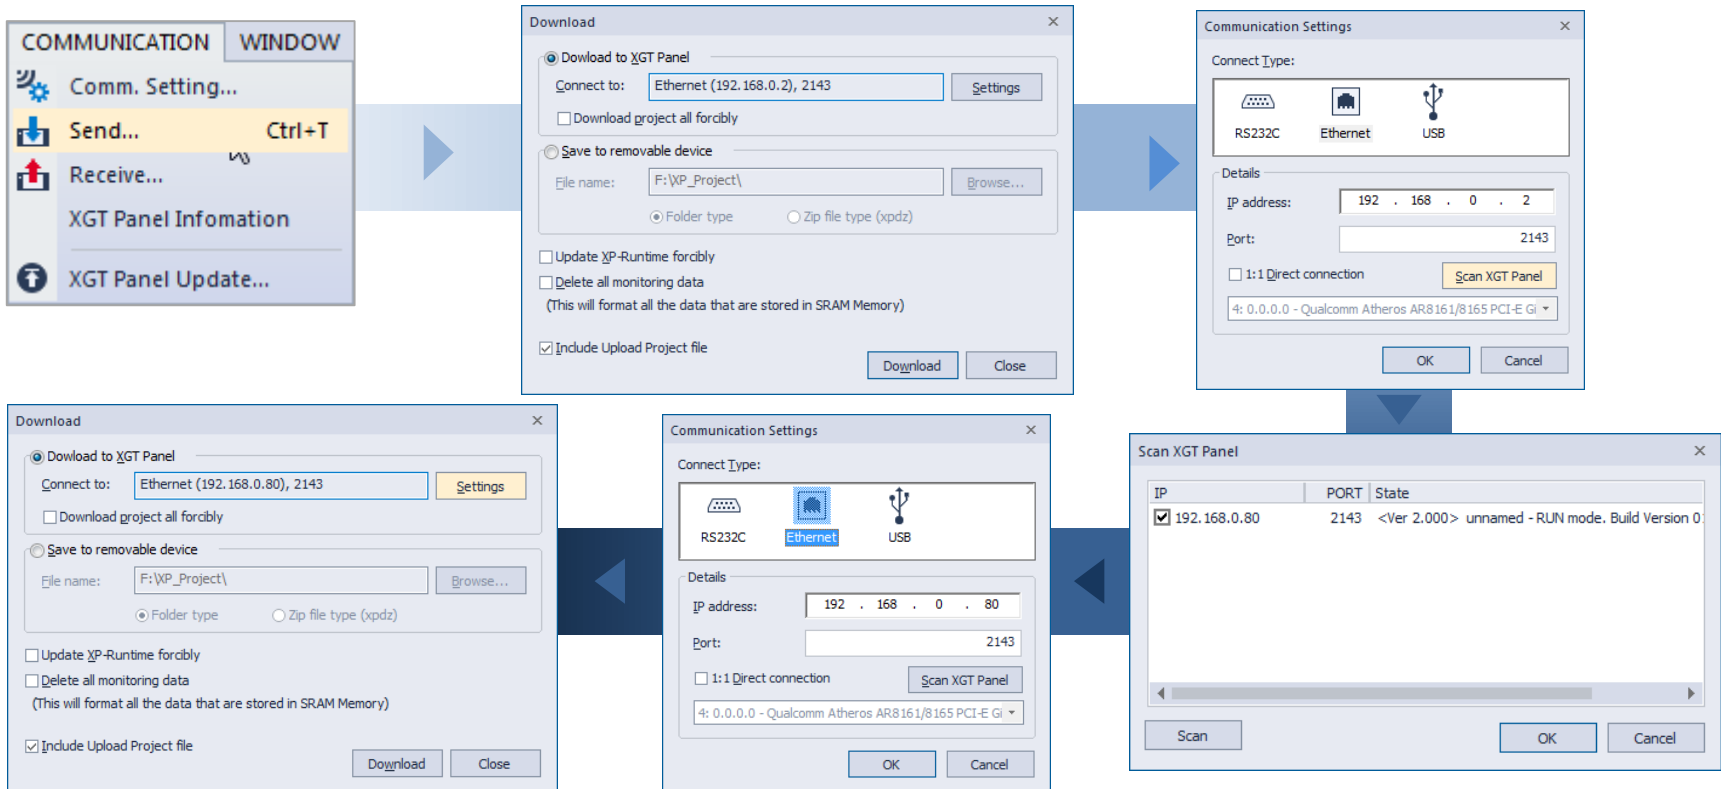 COMMUNICATION WINDOW
Comm. Setting...
Send... Ctrl+T
Receive...
XGT Panel Infomation
XGT Panel Update...
Download
Dowload to XGT Panel
Connect to: Ethernet (192.168.0.2), 2143 Settings
Download project all forcibly
Save to removable device
File name: F:\XP_Project\ Browse...
Folder type Zip file type (xpdz)
Update XP-Runtime forcibly
Delete all monitoring data
(This will format all the data that are stored in SRAM Memory)
Include Upload Project file
Download Close
Communication Settings
Connect Type:
RS232C Ethernet USB
Details
IP address: 192 . 168 . 0 . 2
Port: 2143
1:1 Direct connection Scan XGT Panel
4: 0.0.0.0 - Qualcomm Atheros AR8161/8165 PCI-E Gi
OK Cancel
Scan XGT Panel
IP PORT State
192.168.0.80 2143 <Ver 2.000> unnamed - RUN mode. Build Version 0
Scan OK Cancel
Communication Settings
Connect Type:
RS232C Ethernet USB
Details
IP address: 192 . 168 . 0 . 80
Port: 2143
1:1 Direct connection Scan XGT Panel
4: 0.0.0.0 - Qualcomm Atheros AR8161/8165 PCI-E Gi
OK Cancel
Download
Dowload to XGT Panel
Connect to: Ethernet (192.168.0.80), 2143 Settings
Download project all forcibly
Save to removable device
File name: F:\XP_Project\ Browse...
Folder type Zip file type (xpdz)
Update XP-Runtime forcibly
Delete all monitoring data
(This will format all the data that are stored in SRAM Memory)
Include Upload Project file
Download Close